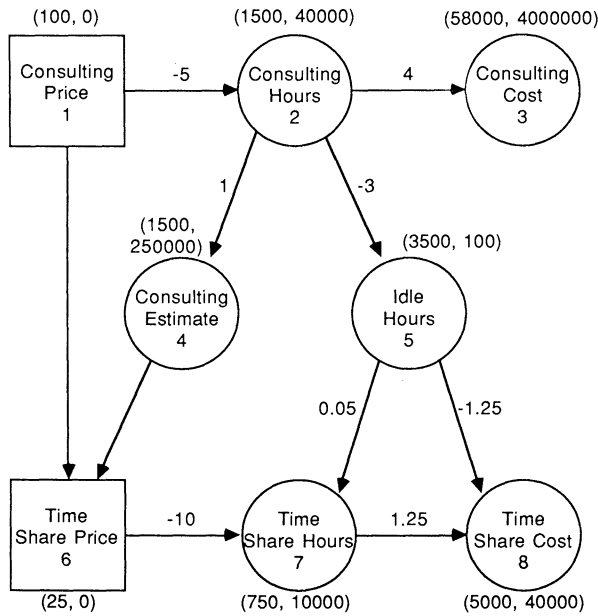 (100, 0)
(1500, 40000)
(58000, 4000000)
Consulting
Price
1
-5
Consulting
Hours
2
4
Consulting
Cost
3
1
-3
(1500,
250000)
(3500, 100)
Consulting
Estimate
4
Idle
Hours
5
0.05
-1.25
Time
Share Price
6
-10
Time
Share Hours
7
1.25
Time
Share Cost
8
(25, 0)
(750, 10000)
(5000, 40000)